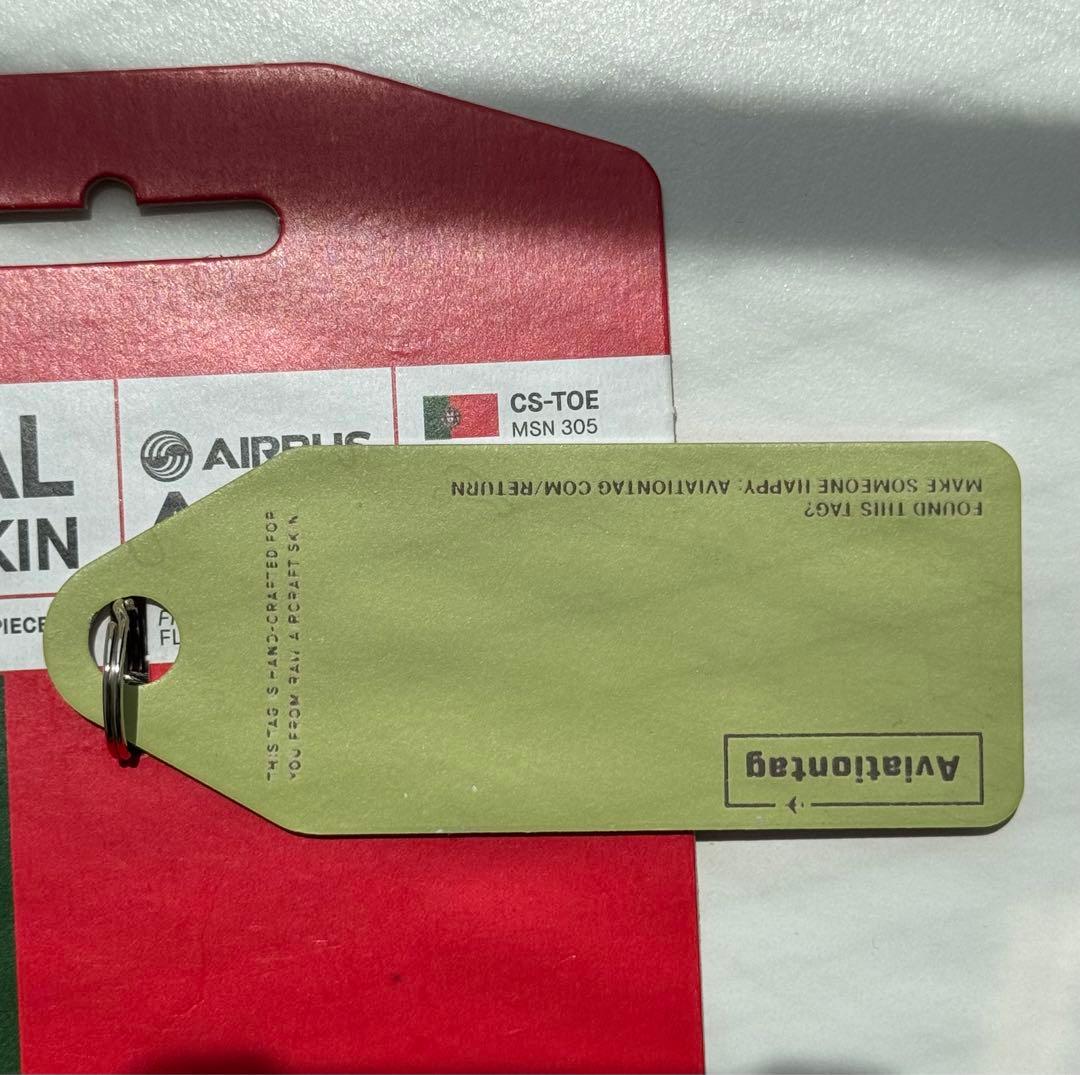 AL
KIN
PIECE
AIRBUS
A
CS-TOE
MSN 305
FL
THIS TAG IS HAND-CRAFTED FOR
YOU FROM RAW AIRCRAFT SKIN
FOUND THIS TAG?
MAKE SOMEONE HAPPY: AVIATIONTAG.COM/RETURN
Aviationtag